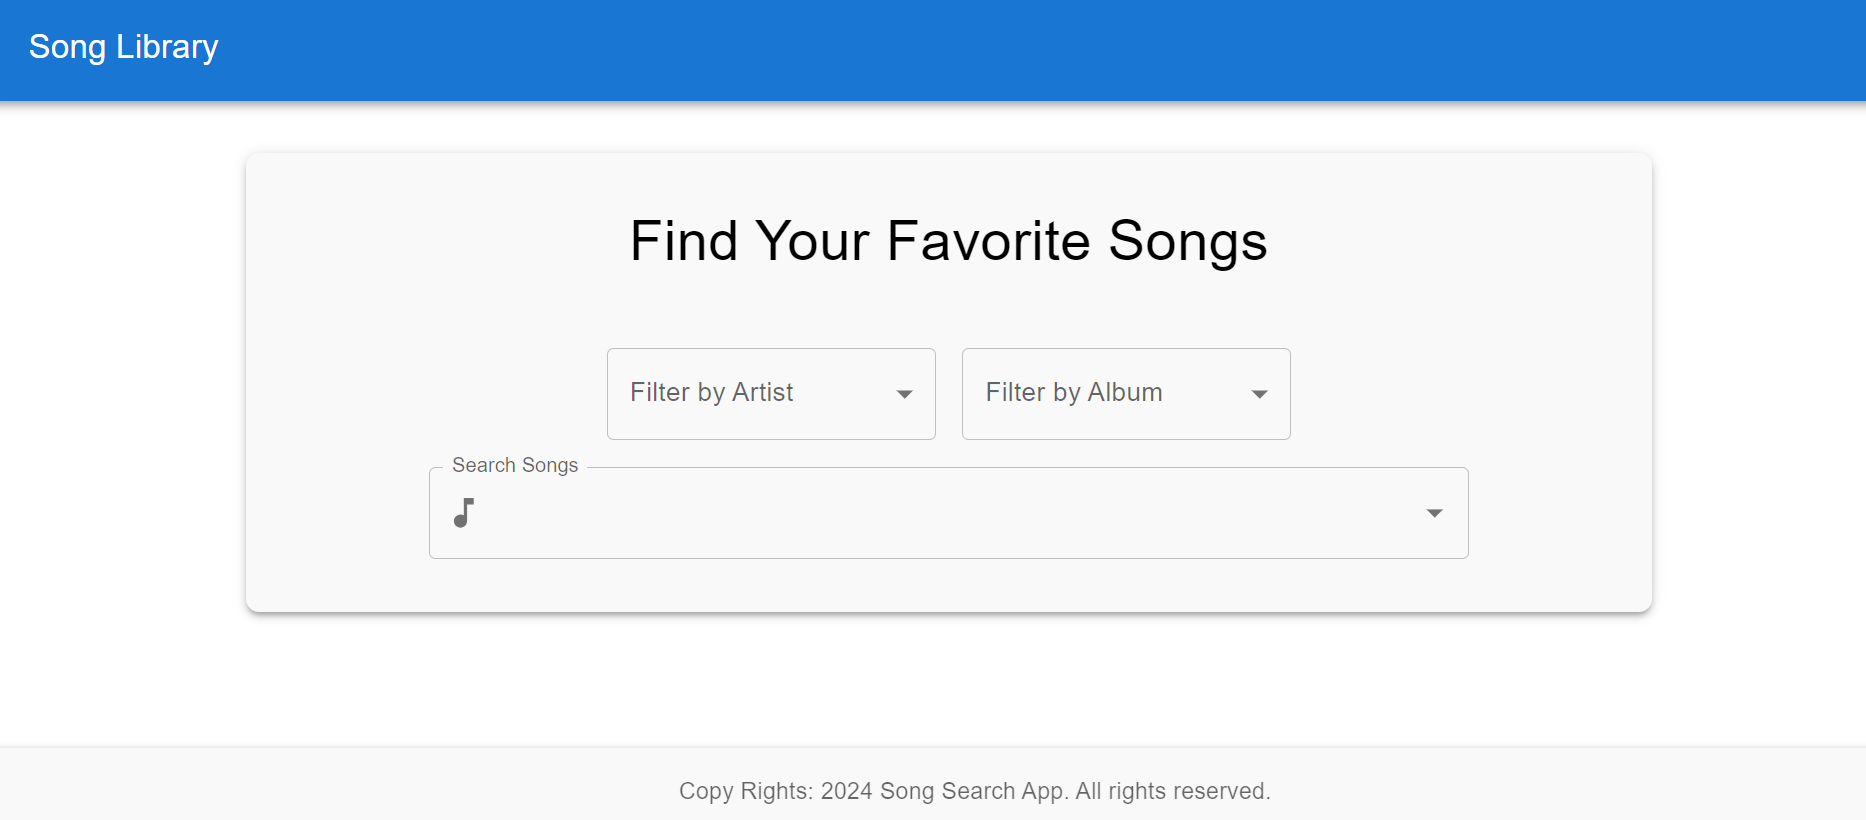 Song Library
Find Your Favorite Songs
Filter by Artist
Filter by Album
Search Songs
Copy Rights: 2024 Song Search App. All rights reserved.